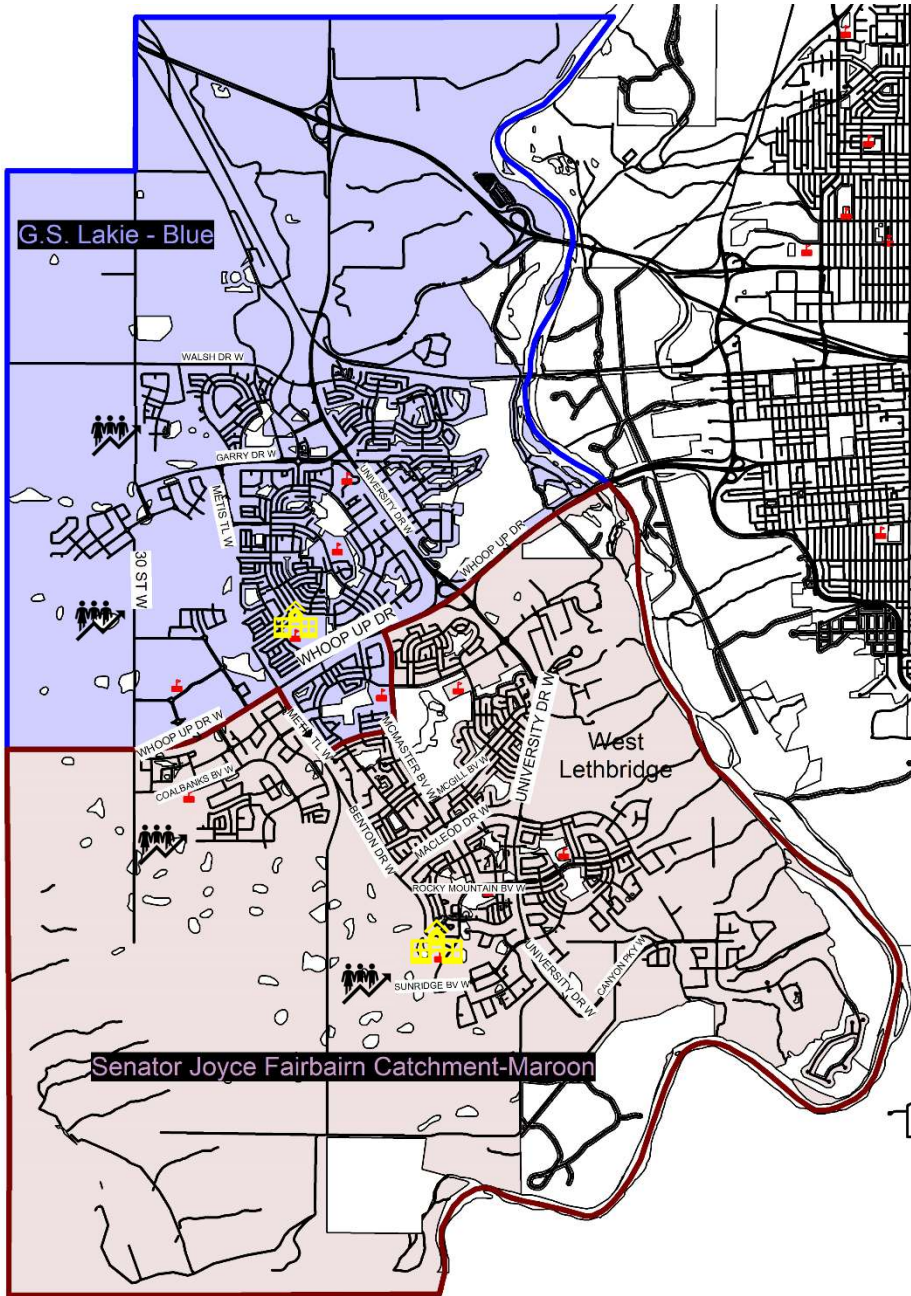 G.S. Lakie - Blue
WALSH DR W
GARRY DR W
METIS TL W
UNIVERSITY DR W
30 ST W
WHOOP UP DR
WHOOP UP DR
WHOOP UP DR W
METIS TL W
MCMASTER BV W
MCGILL BV W
UNIVERSITY DR W
West
Lethbridge
COALBANKS BV W
BENTON DR W
MACLEOD DR W
ROCKY MOUNTAIN BV W
UNIVERSITY DR W
CANYON PKY W
SUNRIDGE BV W
Senator Joyce Fairbairn Catchment-Maroon